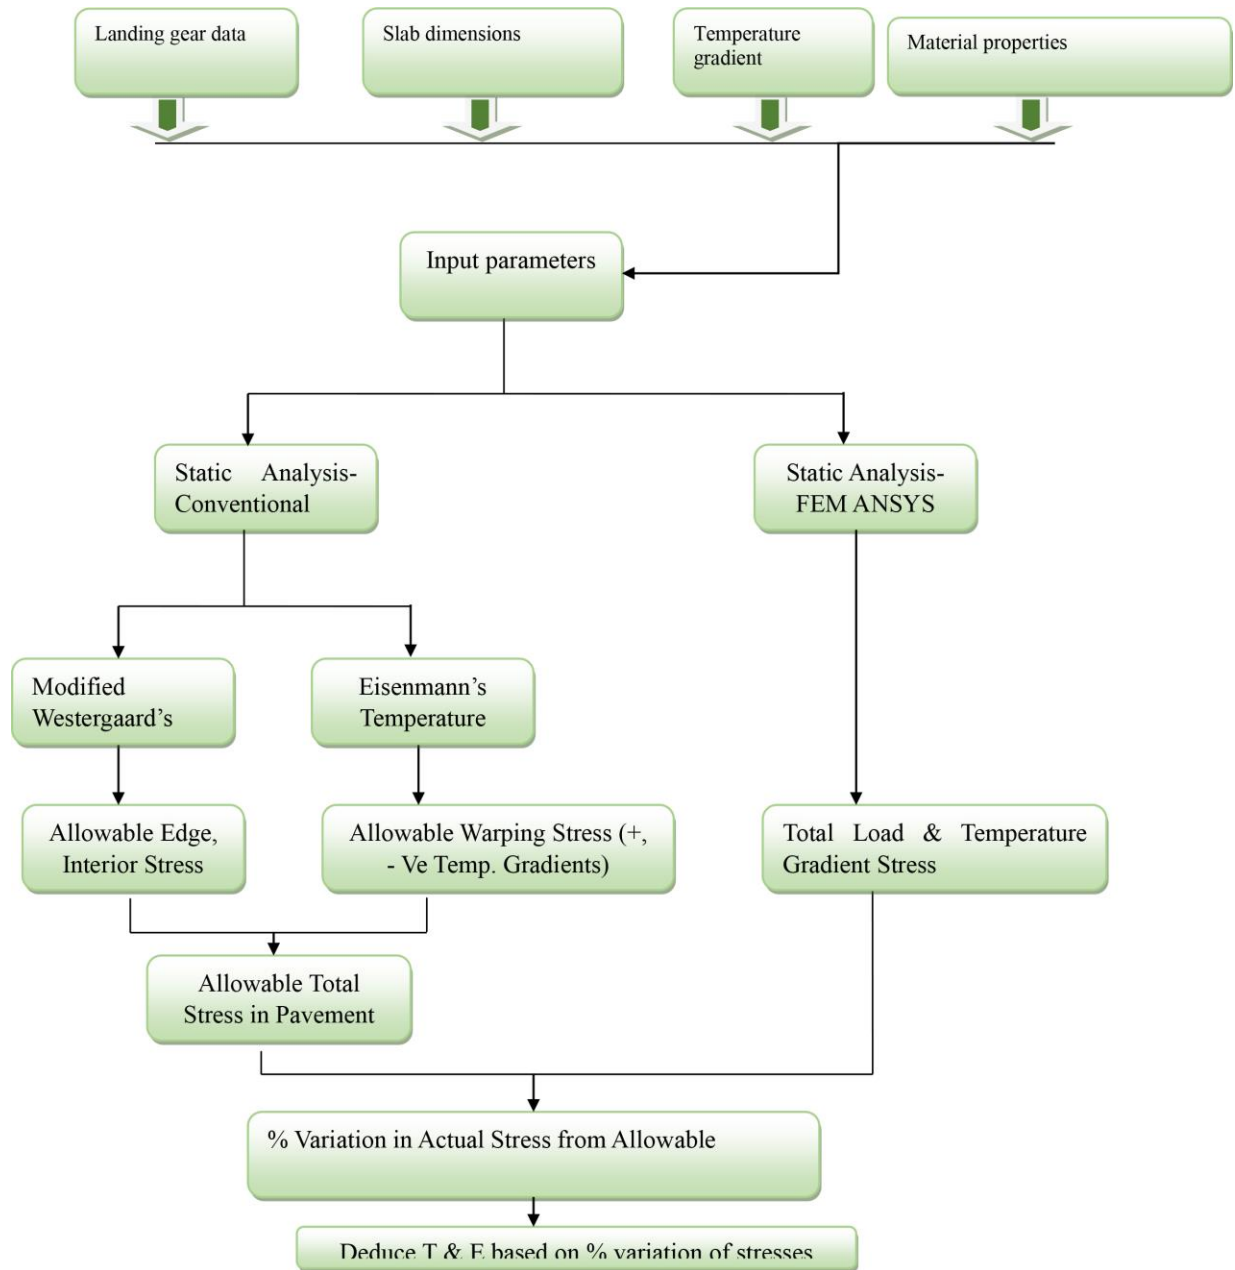 Landing gear data
Slab dimensions
Temperature
gradient
Material properties
Input parameters
Static Analysis-
Conventional
Static Analysis-
FEM ANSYS
Modified
Westergaard’s
Eisenmann’s
Temperature
Allowable Edge,
Interior Stress
Allowable Warping Stress (+,
- Ve Temp. Gradients)
Total Load & Temperature
Gradient Stress
Allowable Total
Stress in Pavement
% Variation in Actual Stress from Allowable
Deduce T & E based on % variation of stresses